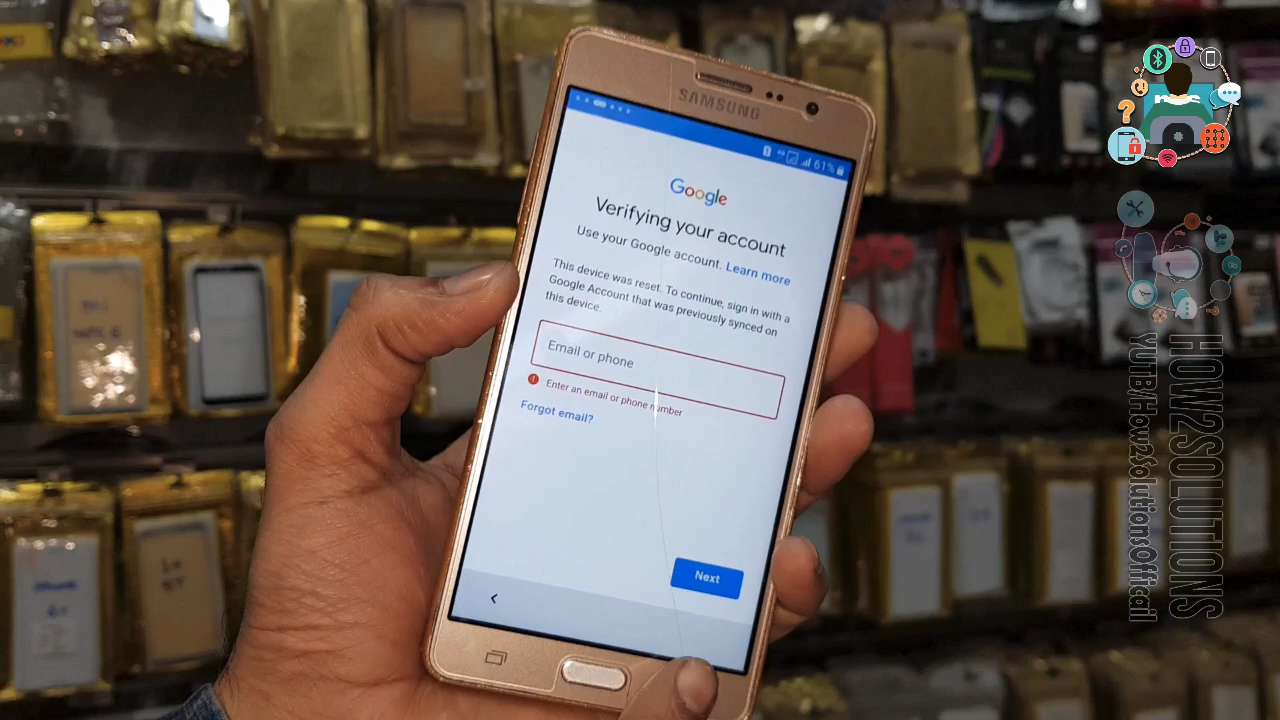 SAMSUNG
61%
Google
Verifying your account
Use your Google account. Learn more
This device was reset. To continue, sign in with a
Google Account that was previously synced on
this device.
Email or phone
Enter an email or phone number
Forgot email?
Next
HOW2SOLUTIONS
YUTB/How2SolutionsOfficail